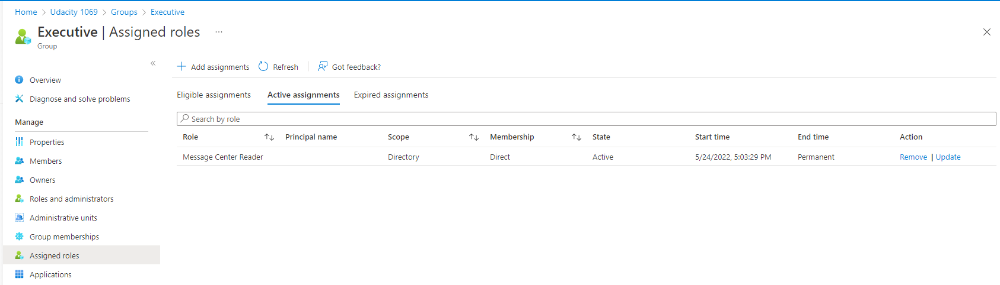 Home > Udacity 1069 > Groups > Executive
Executive | Assigned roles ...
Group
«
Overview
Diagnose and solve problems
Manage
Properties
Members
Owners
Roles and administrators
Administrative units
Group memberships
Assigned roles
Applications
+ Add assignments Refresh Got feedback?
Eligible assignments Active assignments Expired assignments
Search by role
Role Principal name Scope Membership State Start time End time Action
Message Center Reader Directory Direct Active 5/24/2022, 5:03:29 PM Permanent Remove | Update